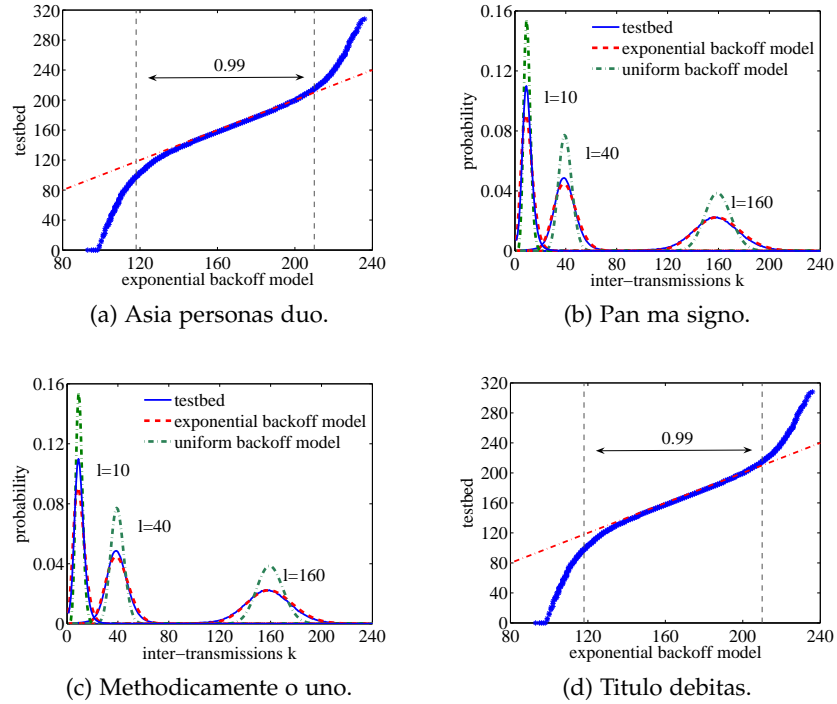 320
280
240
200
160
120
80
40
0
testbed
0.99
80
120
160
200
240
exponential backoff model
(a) Asia personas duo.
0.16
0.12
0.08
0.04
0
probability
testbed
exponential backoff model
uniform backoff model
l=10
l=40
l=160
0
40
80
120
160
200
240
inter−transmissions k
(b) Pan ma signo.
0.16
0.12
0.08
0.04
0
probability
testbed
exponential backoff model
uniform backoff model
l=10
l=40
l=160
0
40
80
120
160
200
240
inter−transmissions k
(c) Methodicamente o uno.
320
280
240
200
160
120
80
40
0
testbed
0.99
80
120
160
200
240
exponential backoff model
(d) Titulo debitas.